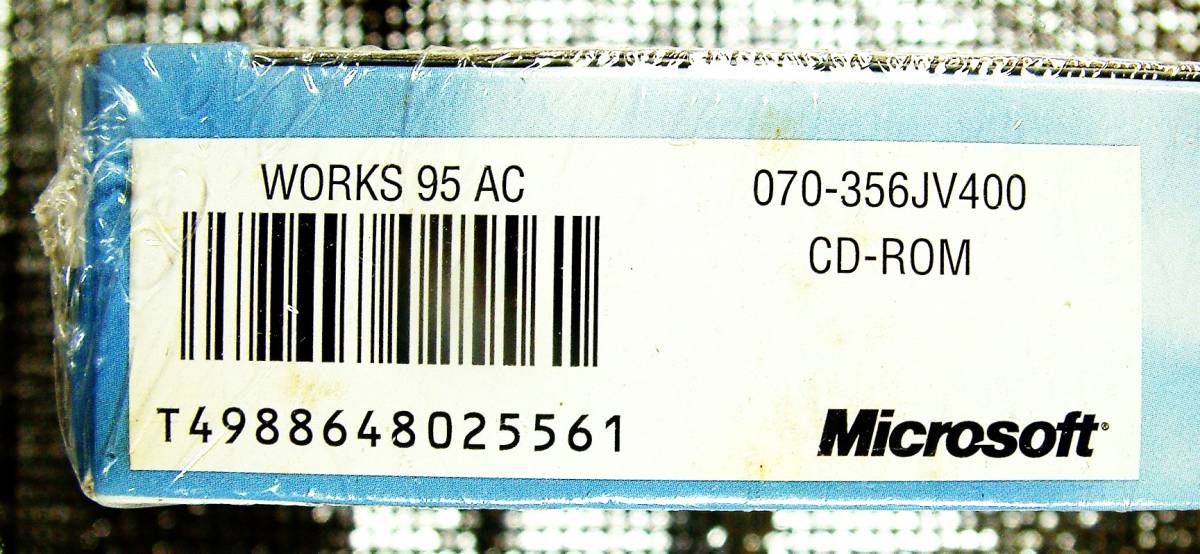 WORKS 95 AC
T4988648025561
070-356JV400
CD-ROM
Microsoft®